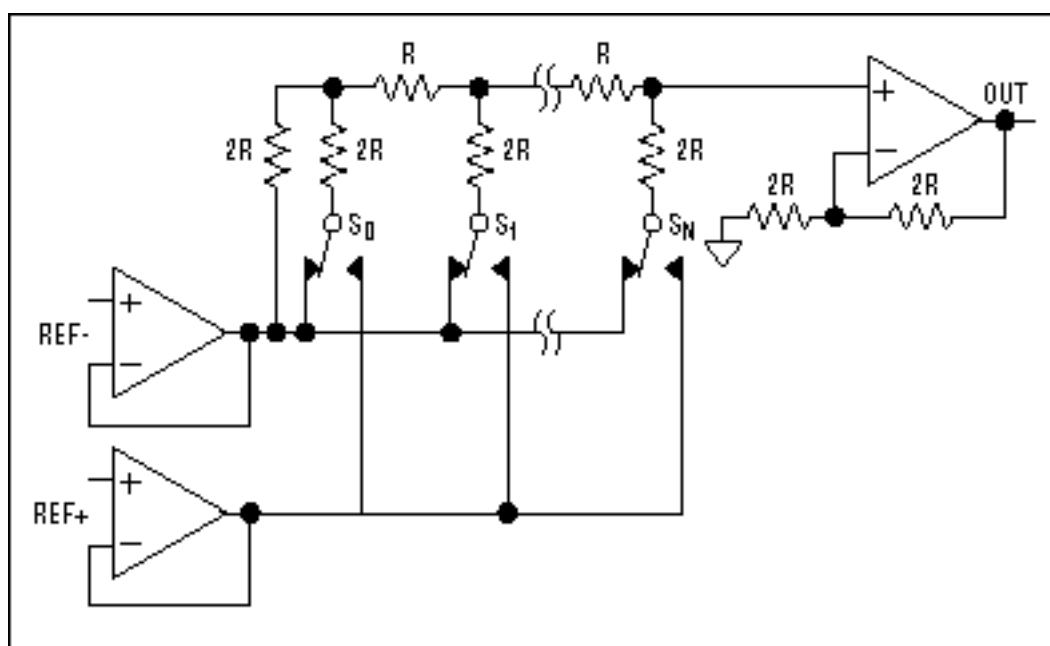 R R
OUT
+
2R 2R 2R 2R
−
2R 2R
S0 S1 SN
+
REF-
−
+
REF+
−